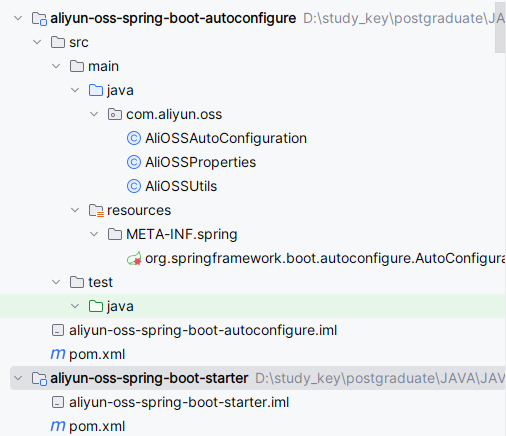 aliyun-oss-spring-boot-autoconfigure D:\study_key\postgraduate\JA
src
main
java
com.aliyun.oss
AliOSSAutoConfiguration
AliOSSProperties
AliOSSUtils
resources
META-INF.spring
org.springframework.boot.autoconfigure.AutoConfigura
test
java
aliyun-oss-spring-boot-autoconfigure.iml
pom.xml
aliyun-oss-spring-boot-starter D:\study_key\postgraduate\JAVA\JAV
aliyun-oss-spring-boot-starter.iml
pom.xml